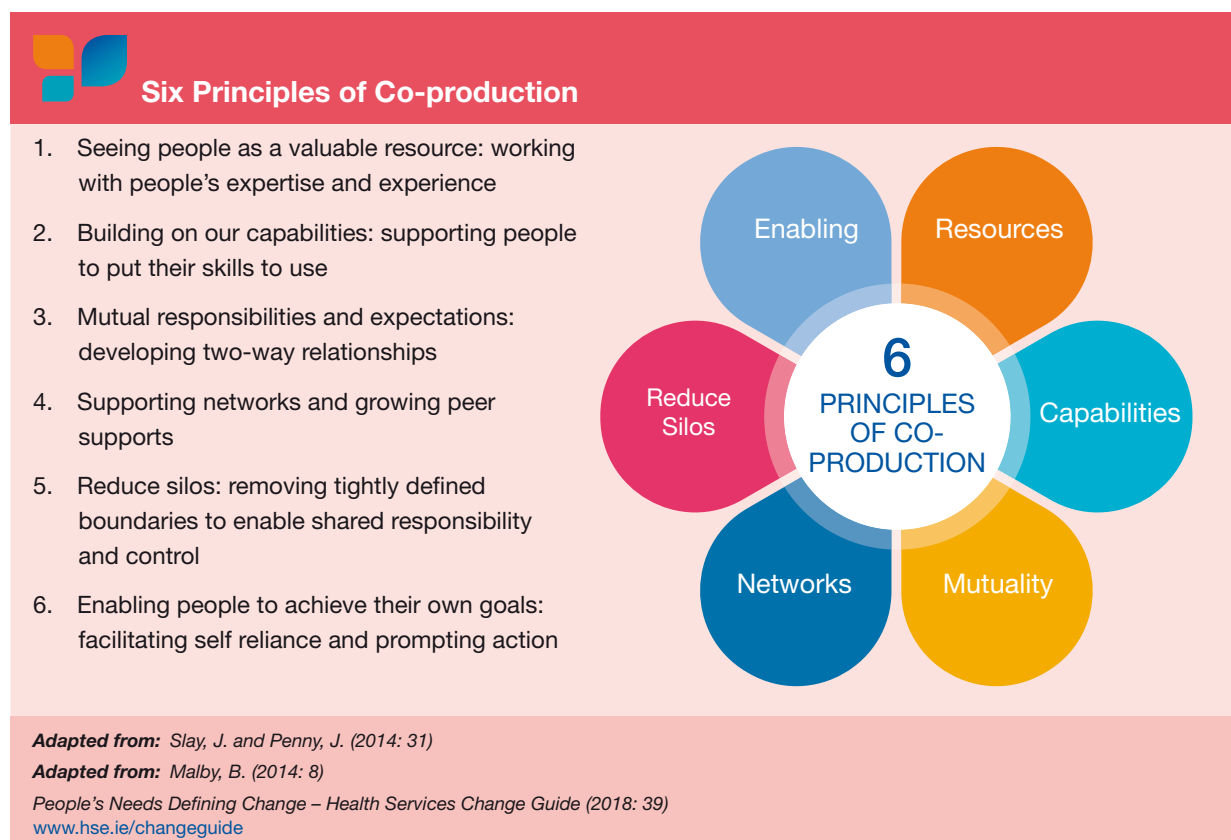 Six Principles of Co-production
1. Seeing people as a valuable resource: working
with people’s expertise and experience
2. Building on our capabilities: supporting people
to put their skills to use
3. Mutual responsibilities and expectations:
developing two-way relationships
4. Supporting networks and growing peer
supports
5. Reduce silos: removing tightly defined
boundaries to enable shared responsibility
and control
6. Enabling people to achieve their own goals:
facilitating self reliance and prompting action
Enabling
Resources
Reduce
Silos
6
PRINCIPLES
OF CO-
PRODUCTION
Capabilities
Networks
Mutuality
Adapted from: Slay, J. and Penny, J. (2014: 31)
Adapted from: Malby, B. (2014: 8)
People’s Needs Defining Change – Health Services Change Guide (2018: 39)
www.hse.ie/changeguide